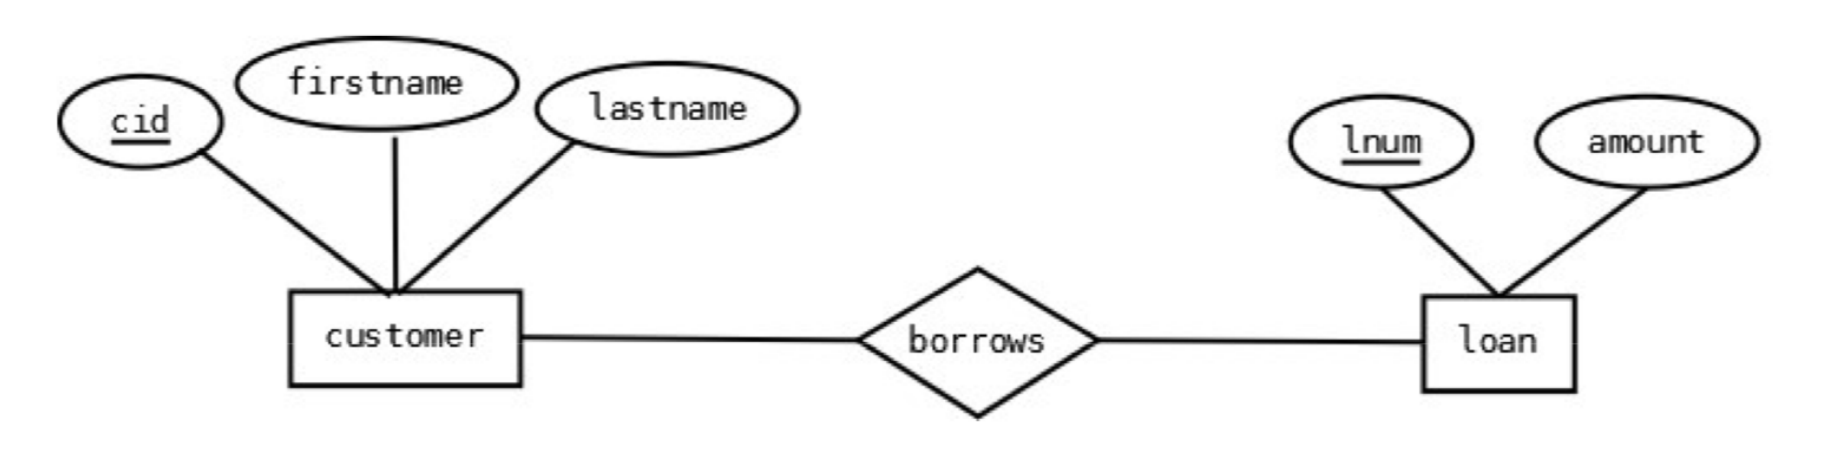 cid
firstname
lastname
lnum
amount
customer
borrows
loan